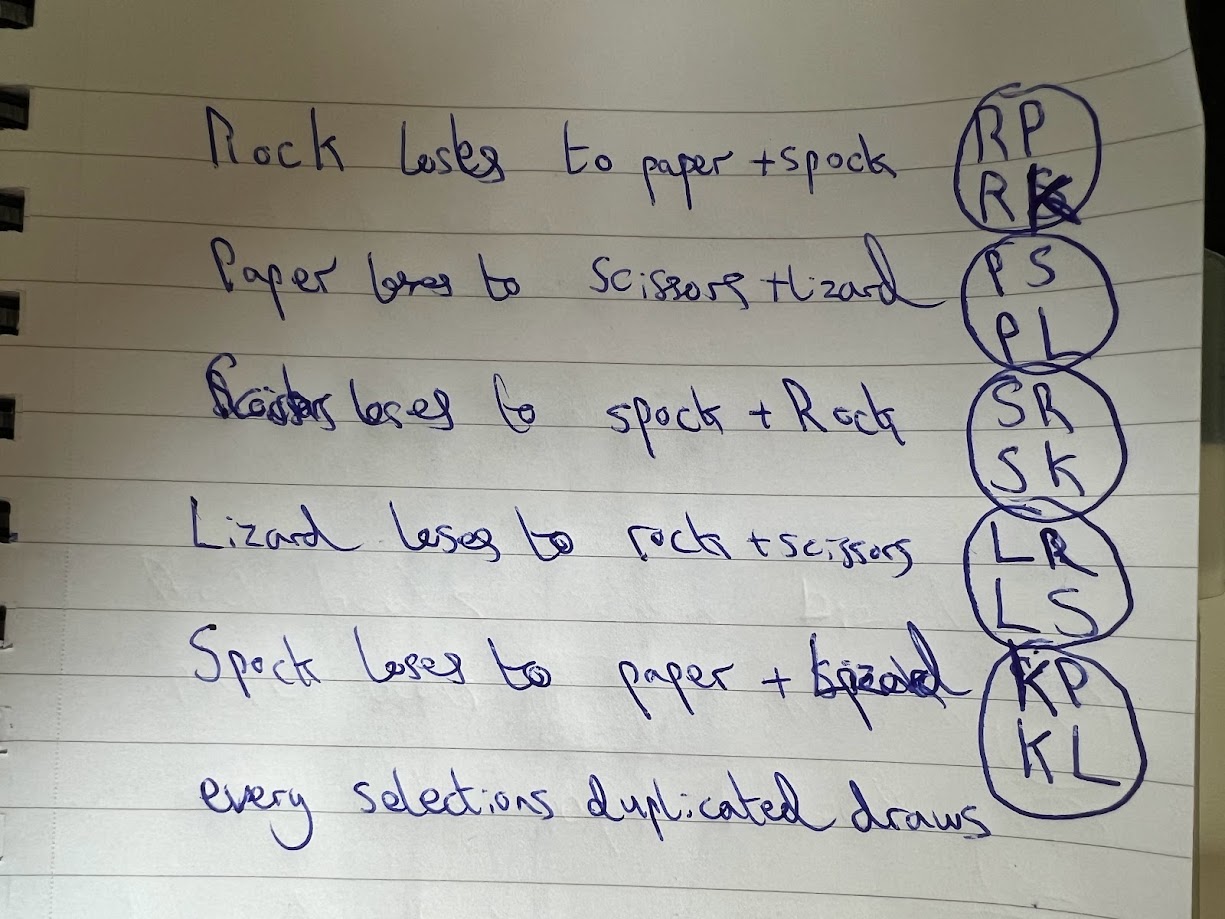 Rock loses to paper + spock RP
RK
Paper loses to Scissors + lizard PS
PL
Scissors loses to spock + Rock SR
SK
Lizard loses to rock + scissors LR
LS
Spock loses to paper + lizard KP
KL
every selections duplicated draws